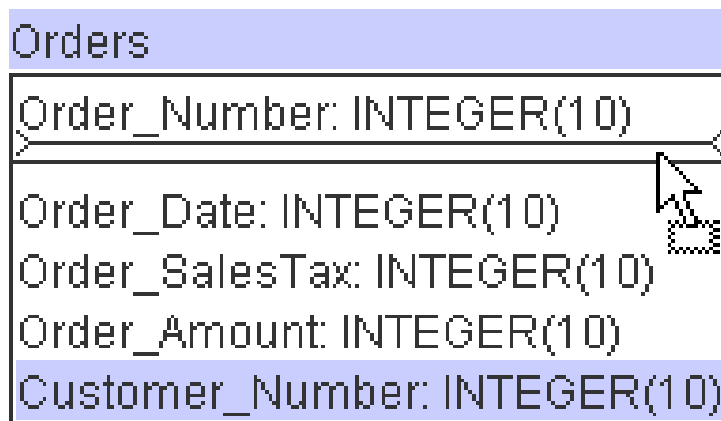 Orders
Order_Number: INTEGER(10)
Order_Date: INTEGER(10)
Order_SalesTax: INTEGER(10)
Order_Amount: INTEGER(10)
Customer_Number: INTEGER(10)